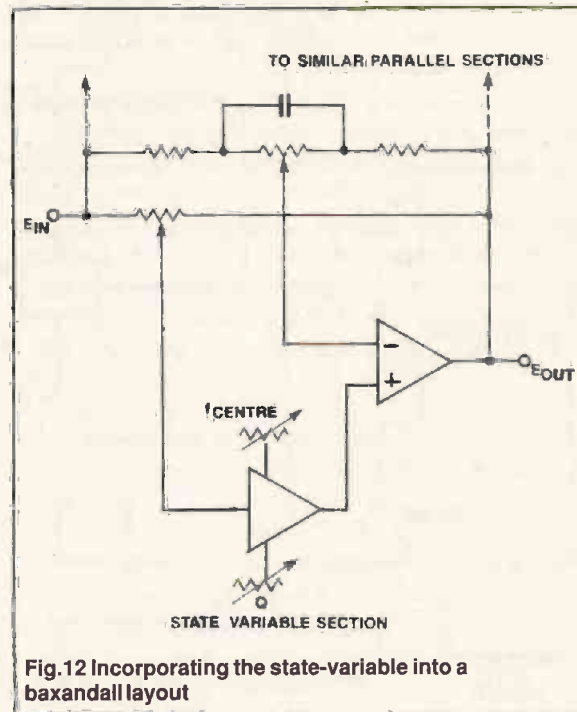 TO SIMILAR PARALLEL SECTIONS
EIN
−
+
EOUT
fCENTRE
Q
STATE VARIABLE SECTION
Fig.12 Incorporating the state-variable into a
baxandall layout